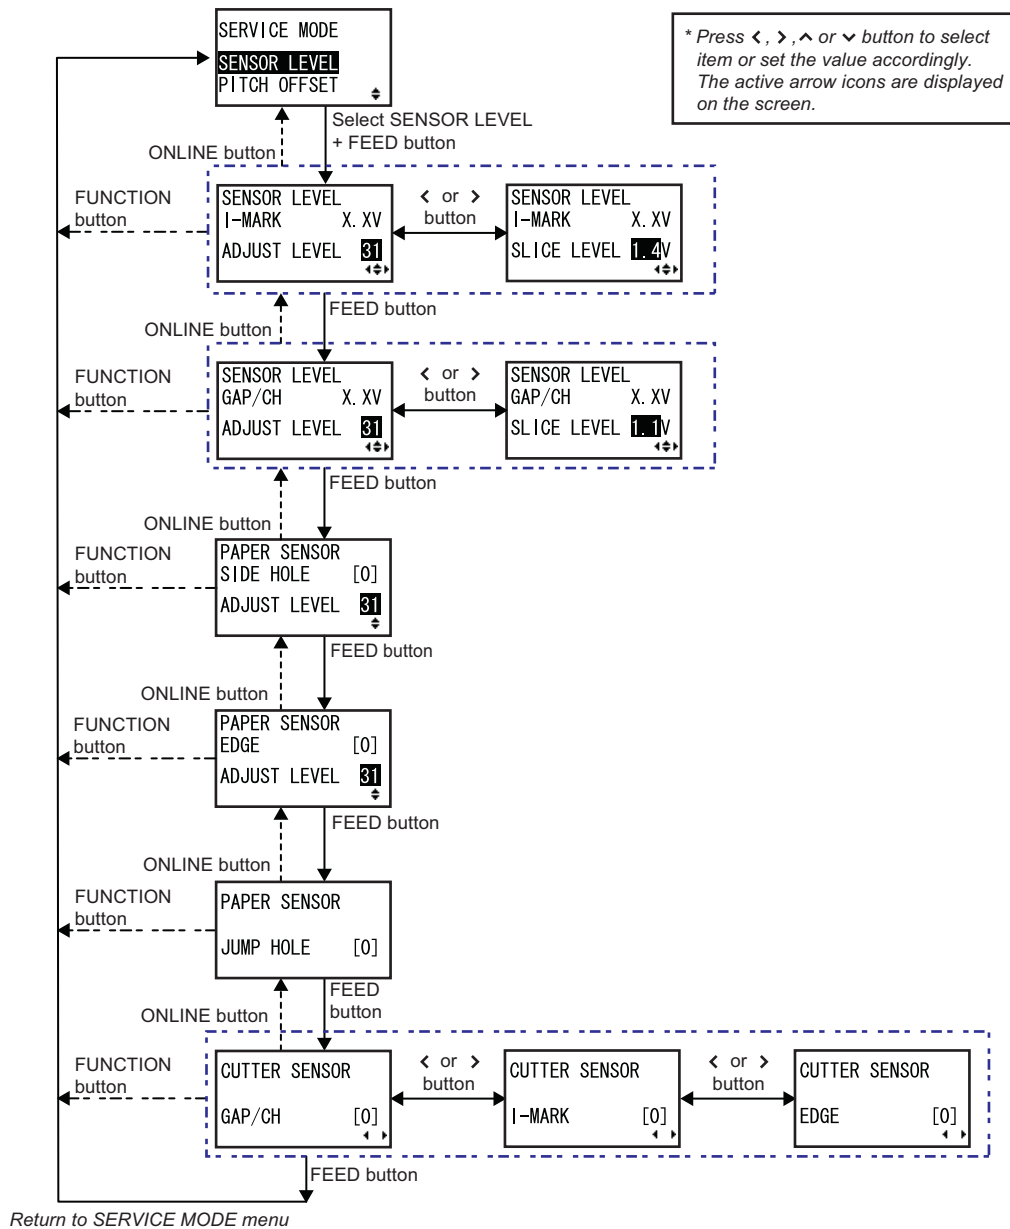 SERVICE MODE
SENSOR LEVEL
PITCH OFFSET
* Press < , > , ^ or v button to select
item or set the value accordingly.
The active arrow icons are displayed
on the screen.
Select SENSOR LEVEL
+ FEED button
ONLINE button
FUNCTION
button
SENSOR LEVEL
I-MARK X.XV
ADJUST LEVEL 31
< or >
button
SENSOR LEVEL
I-MARK X.XV
SLICE LEVEL 1.4V
FEED button
ONLINE button
FUNCTION
button
SENSOR LEVEL
GAP/CH X.XV
ADJUST LEVEL 31
< or >
button
SENSOR LEVEL
GAP/CH X.XV
SLICE LEVEL 1.1V
FEED button
ONLINE button
FUNCTION
button
PAPER SENSOR
SIDE HOLE [0]
ADJUST LEVEL 31
FEED button
ONLINE button
FUNCTION
button
PAPER SENSOR
EDGE [0]
ADJUST LEVEL 31
FEED button
ONLINE button
FUNCTION
button
PAPER SENSOR
JUMP HOLE [0]
FEED
button
ONLINE button
FUNCTION
button
CUTTER SENSOR
GAP/CH [0]
< or >
button
CUTTER SENSOR
I-MARK [0]
< or >
button
CUTTER SENSOR
EDGE [0]
FEED button
Return to SERVICE MODE menu